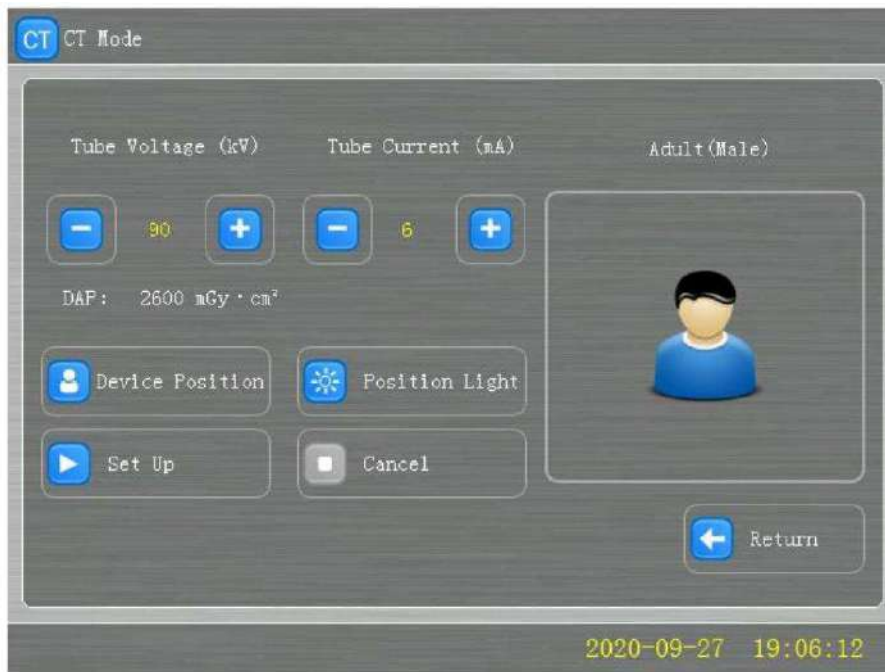 CT CT Mode
Tube Voltage (kV) Tube Current (mA) Adult(Male)
90 6
DAP: 2600 mGy·cm²
Device Position Position Light
Set Up Cancel
Return
2020-09-27 19:06:12